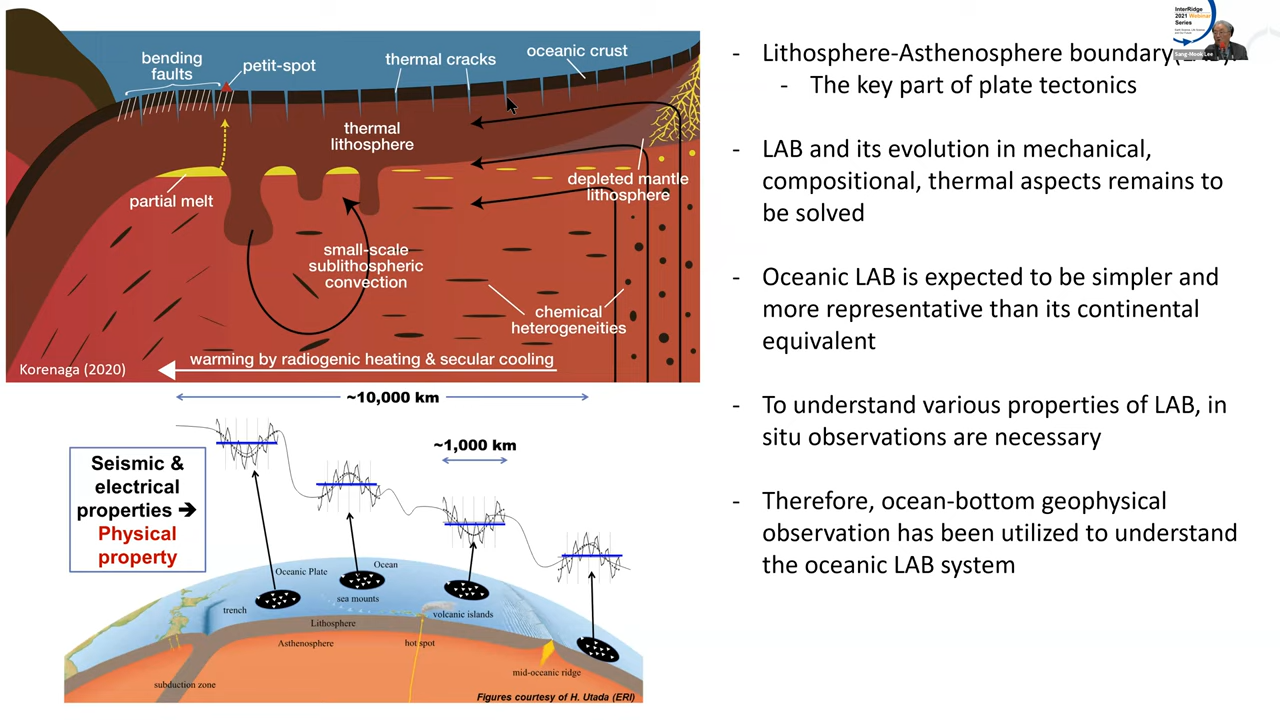 bending
faults
petit-spot
thermal cracks
oceanic crust
thermal
lithosphere
depleted mantle
lithosphere
partial melt
small-scale
sublithospheric
convection
chemical
heterogeneities
warming by radiogenic heating & secular cooling
Korenaga (2020)
~10,000 km
~1,000 km
Seismic &
electrical
properties ➔
Physical
property
Oceanic Plate
Ocean
trench
sea mounts
volcanic islands
Lithosphere
Asthenosphere
hot spot
mid-oceanic ridge
subduction zone
Figures courtesy of H. Utada (ERI)
InterRidge
2021 Webinar
Series
Sang-Mook Lee
- Lithosphere-Asthenosphere boundary
- The key part of plate tectonics
- LAB and its evolution in mechanical,
compositional, thermal aspects remains to
be solved
- Oceanic LAB is expected to be simpler and
more representative than its continental
equivalent
- To understand various properties of LAB, in
situ observations are necessary
- Therefore, ocean-bottom geophysical
observation has been utilized to understand
the oceanic LAB system